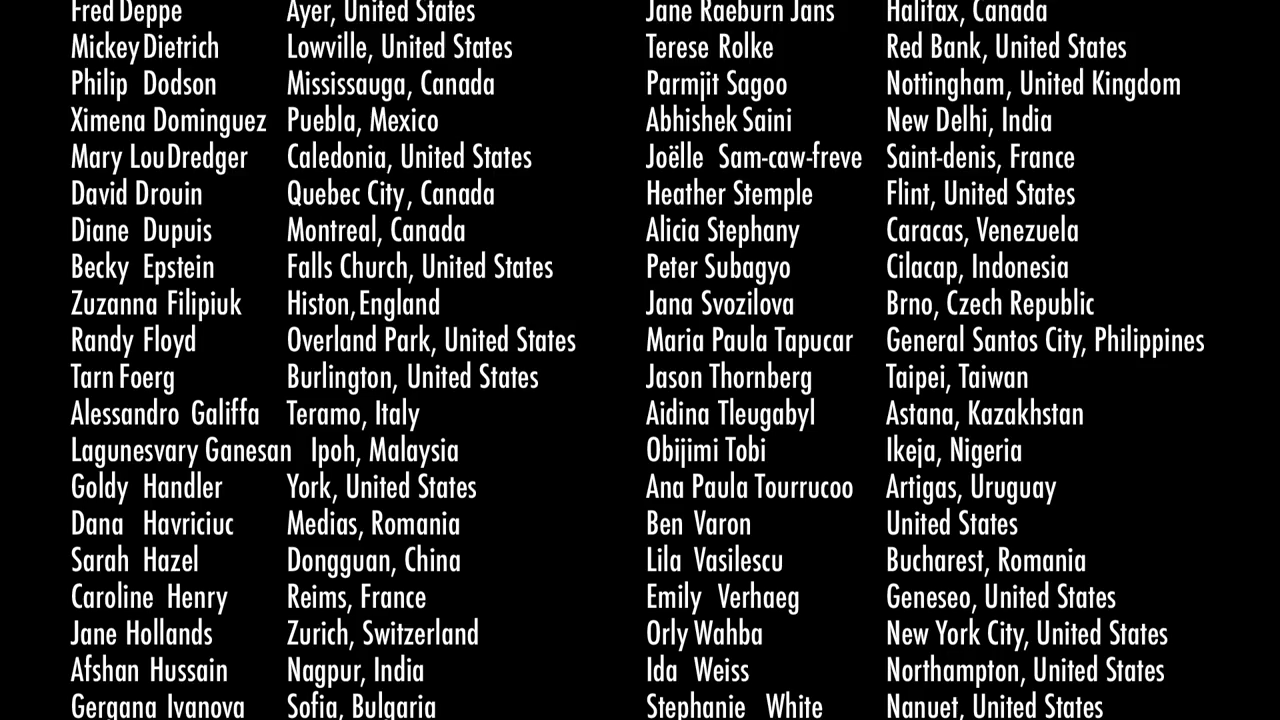 Fred Deppe Ayer, United States
Mickey Dietrich Lowville, United States
Philip Dodson Mississauga, Canada
Ximena Dominguez Puebla, Mexico
Mary Lou Dredger Caledonia, United States
David Drouin Quebec City, Canada
Diane Dupuis Montreal, Canada
Becky Epstein Falls Church, United States
Zuzanna Filipiuk Histon, England
Randy Floyd Overland Park, United States
Tarn Foerg Burlington, United States
Alessandro Galiffa Teramo, Italy
Lagunesvary Ganesan Ipoh, Malaysia
Goldy Handler York, United States
Dana Havriciuc Medias, Romania
Sarah Hazel Dongguan, China
Caroline Henry Reims, France
Jane Hollands Zurich, Switzerland
Afshan Hussain Nagpur, India
Gergana Ivanova Sofia, Bulgaria
Jane Raeburn Jans Halifax, Canada
Terese Rolke Red Bank, United States
Parmjit Sagoo Nottingham, United Kingdom
Abhishek Saini New Delhi, India
Joëlle Sam-caw-freve Saint-denis, France
Heather Stemple Flint, United States
Alicia Stephany Caracas, Venezuela
Peter Subagyo Cilacap, Indonesia
Jana Svozilova Brno, Czech Republic
Maria Paula Tapucar General Santos City, Philippines
Jason Thornberg Taipei, Taiwan
Aidina Tleugabyl Astana, Kazakhstan
Obijimi Tobi Ikeja, Nigeria
Ana Paula Tourrucoo Artigas, Uruguay
Ben Varon United States
Lila Vasilescu Bucharest, Romania
Emily Verhaeg Geneseo, United States
Orly Wahba New York City, United States
Ida Weiss Northampton, United States
Stephanie White Nanuet, United States